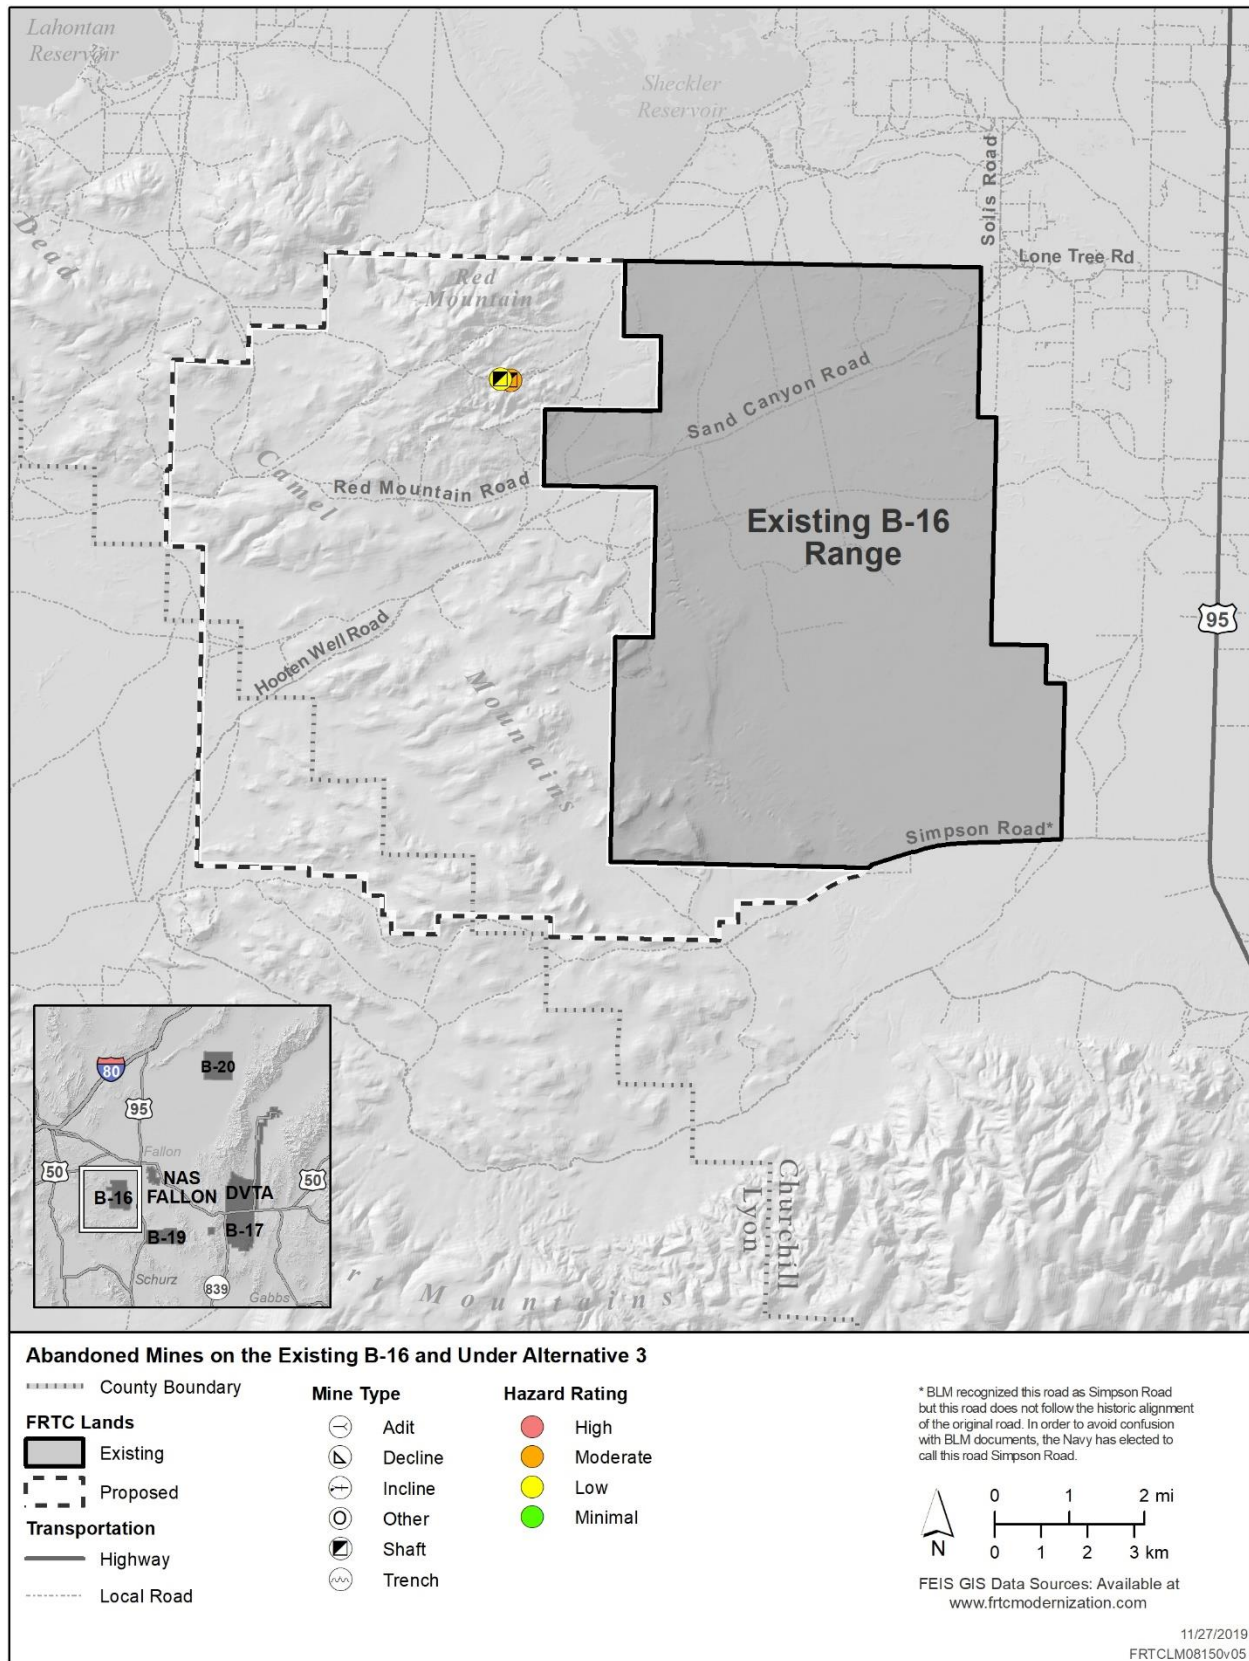 Lahontan
Reservoir
Sheckler
Reservoir
Solis Road
Lone Tree Rd
Dead
Red
Mountain
Sand Canyon Road
Camel
Red Mountain Road
Existing B-16
Range
95
Hooten Well Road
Mountains
Simpson Road*
80
B-20
95
Fallon
50
NAS
FALLON
DVTA
50
B-16
B-19
B-17
Schurz
839
Gabbs
Churchill
Lyon
rt Mountains
Abandoned Mines on the Existing B-16 and Under Alternative 3
County Boundary
FRTC Lands
Existing
Proposed
Transportation
Highway
Local Road
Mine Type
Adit
Decline
Incline
Other
Shaft
Trench
Hazard Rating
High
Moderate
Low
Minimal
* BLM recognized this road as Simpson Road
but this road does not follow the historic alignment
of the original road. In order to avoid confusion
with BLM documents, the Navy has elected to
call this road Simpson Road.
0 1 2 mi
0 1 2 3 km
N
FEIS GIS Data Sources: Available at
www.frtcmodernization.com
11/27/2019
FRTCLM08150v05